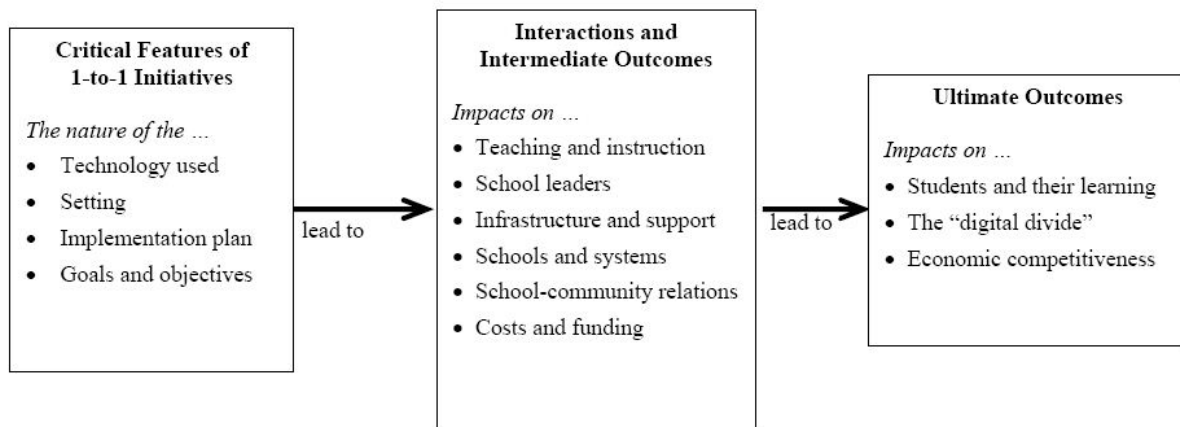 Critical Features of
1-to-1 Initiatives
The nature of the …
• Technology used
• Setting
• Implementation plan
• Goals and objectives
lead to
Interactions and
Intermediate Outcomes
Impacts on …
• Teaching and instruction
• School leaders
• Infrastructure and support
• Schools and systems
• School-community relations
• Costs and funding
lead to
Ultimate Outcomes
Impacts on …
• Students and their learning
• The “digital divide”
• Economic competitiveness